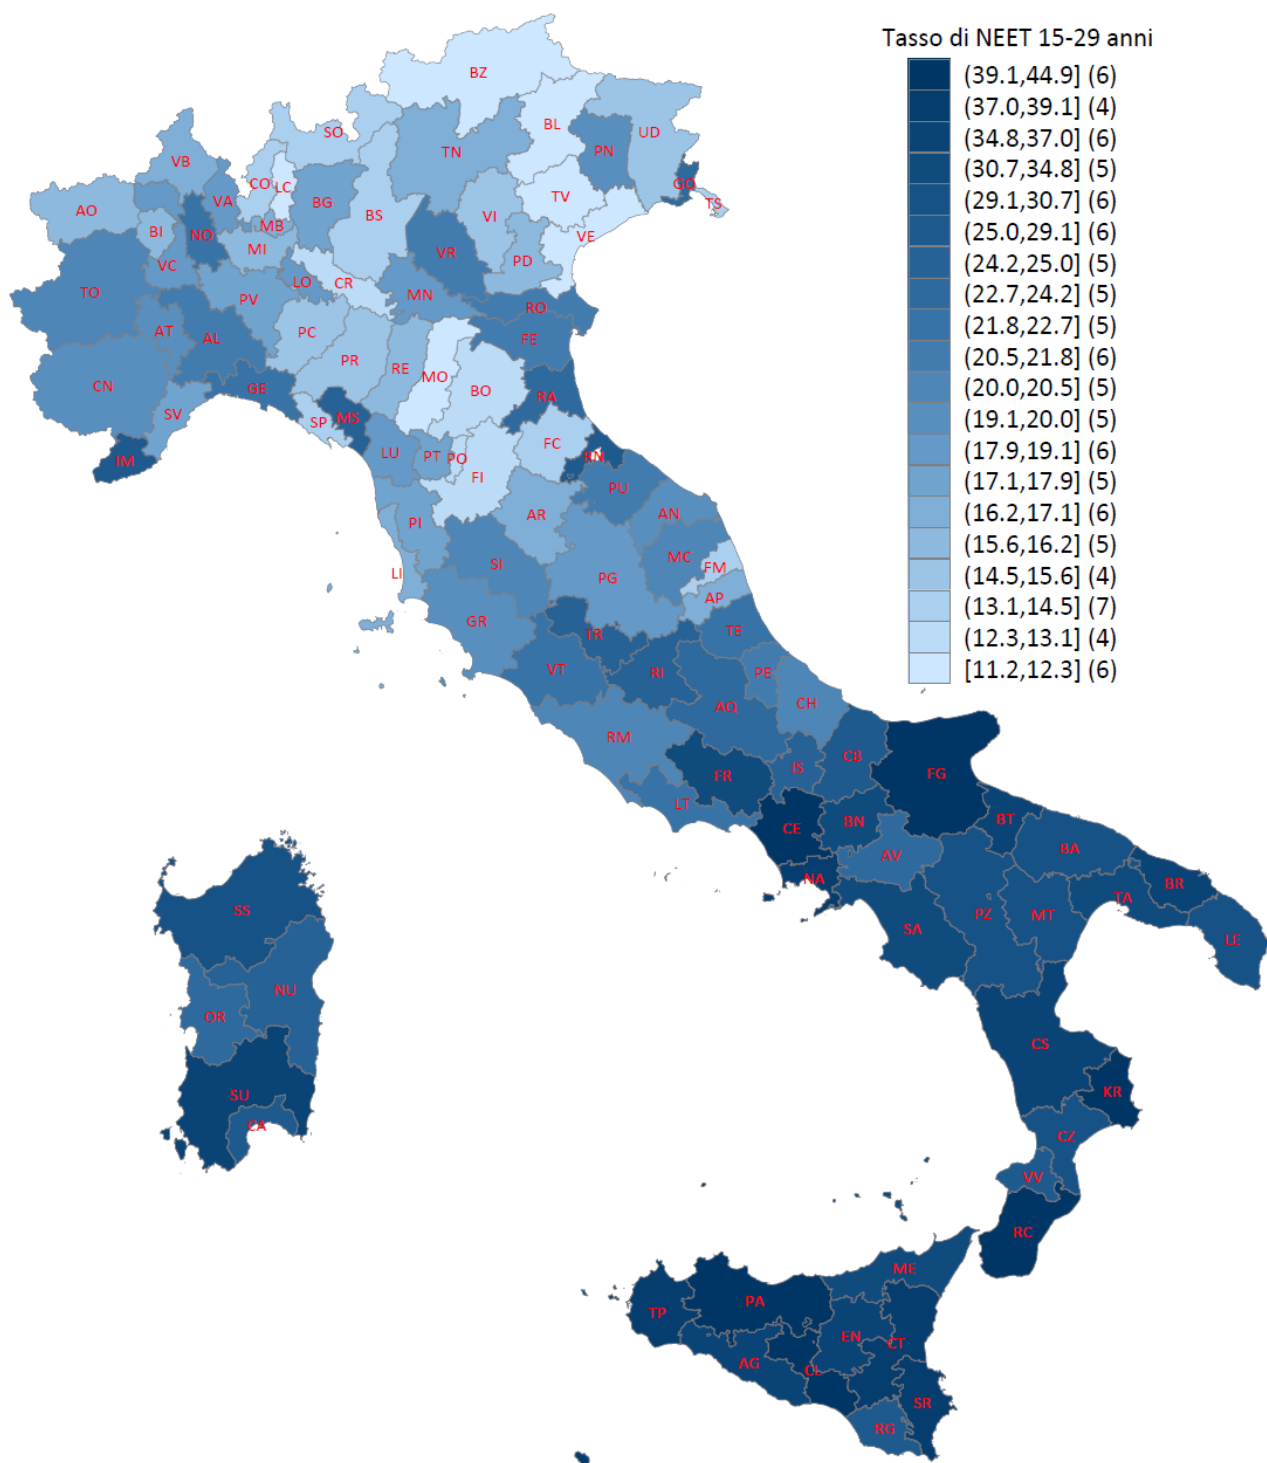 Tasso di NEET 15-29 anni
(39.1,44.9] (6)
(37.0,39.1] (4)
(34.8,37.0] (6)
(30.7,34.8] (5)
(29.1,30.7] (6)
(25.0,29.1] (6)
(24.2,25.0] (5)
(22.7,24.2] (5)
(21.8,22.7] (5)
(20.5,21.8] (6)
(20.0,20.5] (5)
(19.1,20.0] (5)
(17.9,19.1] (6)
(17.1,17.9] (5)
(16.2,17.1] (6)
(15.6,16.2] (5)
(14.5,15.6] (4)
(13.1,14.5] (7)
(12.3,13.1] (4)
[11.2,12.3] (6)
BZ
BL
SO
UD
TN
PN
VB
CO
LC
GO
TV
VA
BG
TS
AO
BS
VI
MB
BI
NO
VE
MI
VR
PD
VC
LO
CR
TO
MN
PV
RO
AT
PC
AL
FE
PR
RE
MO
CN
GE
BO
RA
SV
MS
SP
FC
LU
PT
PO
RN
IM
FI
PU
AN
AR
PI
MC
SI
FM
LI
PG
AP
GR
TE
TR
VT
RI
PE
CH
AQ
RM
CB
IS
FR
FG
LT
BN
BT
CE
BA
AV
NA
BR
TA
SS
PZ
MT
SA
LE
NU
OR
CS
SU
KR
CA
CZ
VV
RC
ME
PA
TP
EN
CT
AG
CL
SR
RG